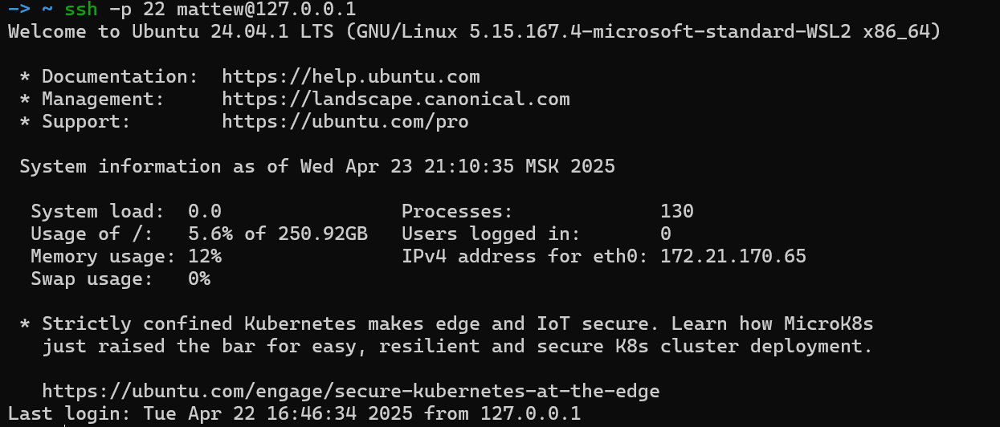 -> ~ ssh -p 22 mattew@127.0.0.1
Welcome to Ubuntu 24.04.1 LTS (GNU/Linux 5.15.167.4-microsoft-standard-WSL2 x86_64)
* Documentation:  https://help.ubuntu.com
* Management:     https://landscape.canonical.com
* Support:        https://ubuntu.com/pro
System information as of Wed Apr 23 21:10:35 MSK 2025
System load:  0.0                Processes:             130
Usage of /:   5.6% of 250.92GB   Users logged in:       0
Memory usage: 12%                IPv4 address for eth0: 172.21.170.65
Swap usage:   0%
* Strictly confined Kubernetes makes edge and IoT secure. Learn how MicroK8s
just raised the bar for easy, resilient and secure K8s cluster deployment.
https://ubuntu.com/engage/secure-kubernetes-at-the-edge
Last login: Tue Apr 22 16:46:34 2025 from 127.0.0.1